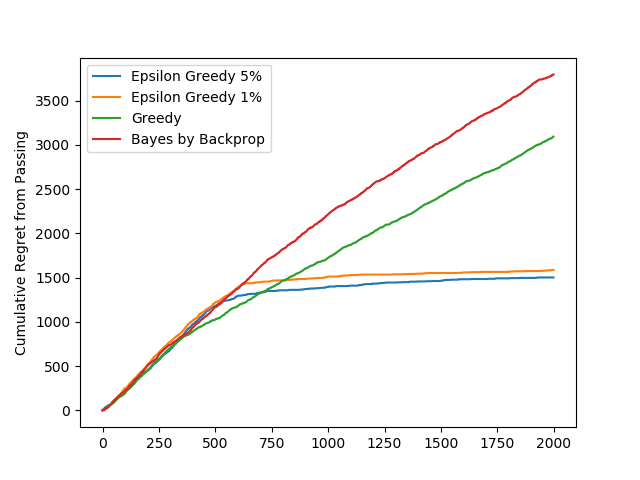 Epsilon Greedy 5%
Epsilon Greedy 1%
Greedy
Bayes by Backprop
Cumulative Regret from Passing
3500
3000
2500
2000
1500
1000
500
0
0 250 500 750 1000 1250 1500 1750 2000